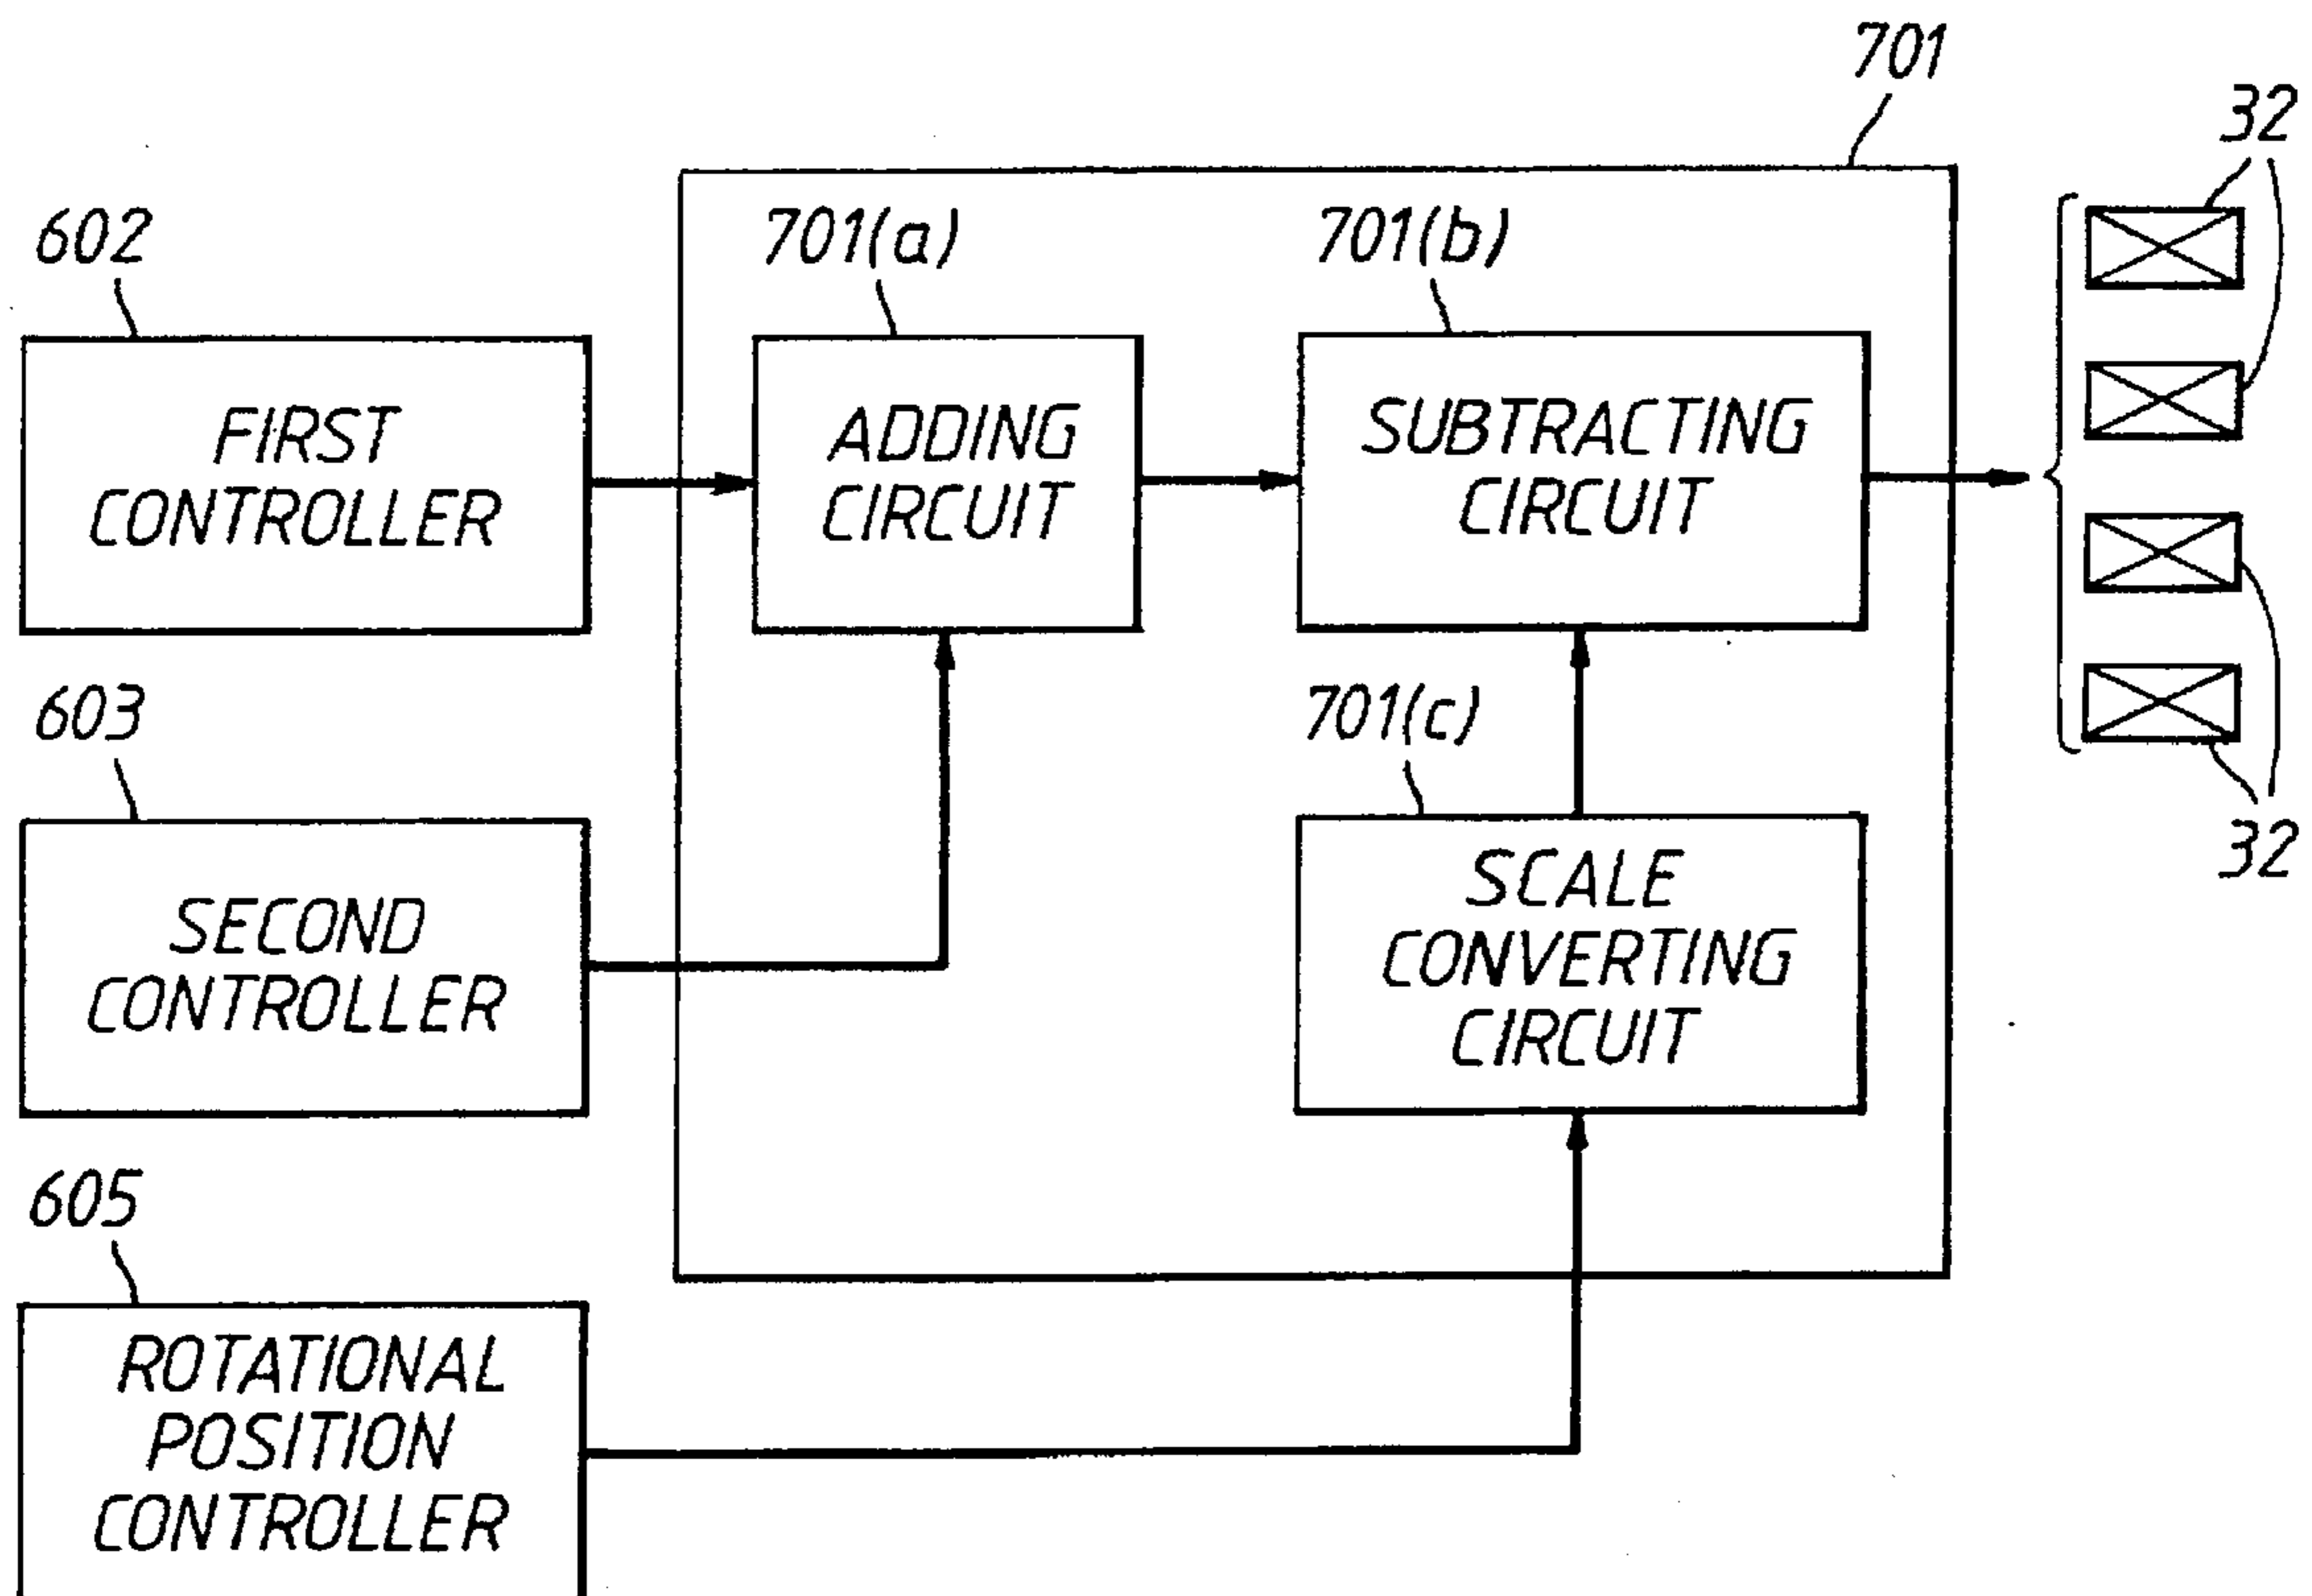 701
32
602
701(a)
701(b)
FIRST
CONTROLLER
ADDING
CIRCUIT
SUBTRACTING
CIRCUIT
603
701(c)
SECOND
CONTROLLER
SCALE
CONVERTING
CIRCUIT
32
605
ROTATIONAL
POSITION
CONTROLLER